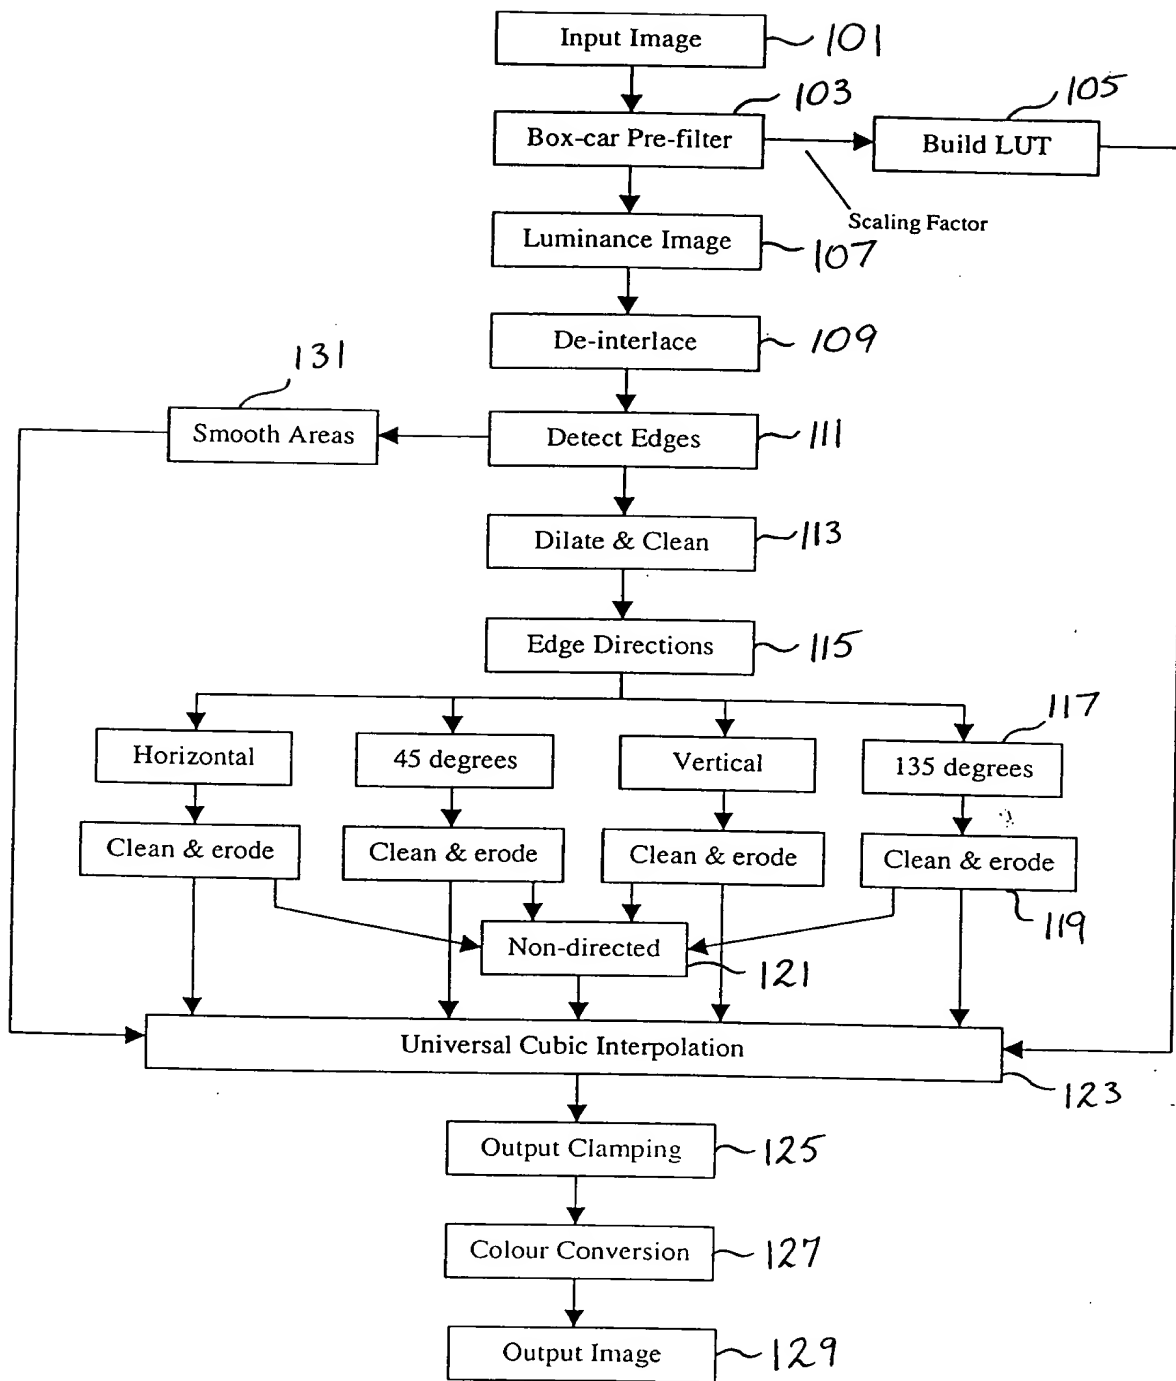 Input Image
101
103
105
Box-car Pre-filter
Build LUT
Scaling Factor
Luminance Image
107
De-interlace
109
131
Smooth Areas
Detect Edges
111
Dilate & Clean
113
Edge Directions
115
117
Horizontal
45 degrees
Vertical
135 degrees
Clean & erode
Clean & erode
Clean & erode
Clean & erode
119
Non-directed
121
Universal Cubic Interpolation
123
Output Clamping
125
Colour Conversion
127
Output Image
129